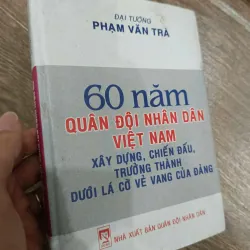 ĐẠI TƯỚNG
PHẠM VĂN TRÀ
60 năm
QUÂN ĐỘI NHÂN DÂN
VIỆT NAM
XÂY DỰNG, CHIẾN ĐẤU,
TRƯỞNG THÀNH
DƯỚI LÁ CỜ VẺ VANG CỦA ĐẢNG
NHÀ XUẤT BẢN QUÂN ĐỘI NHÂN DÂN